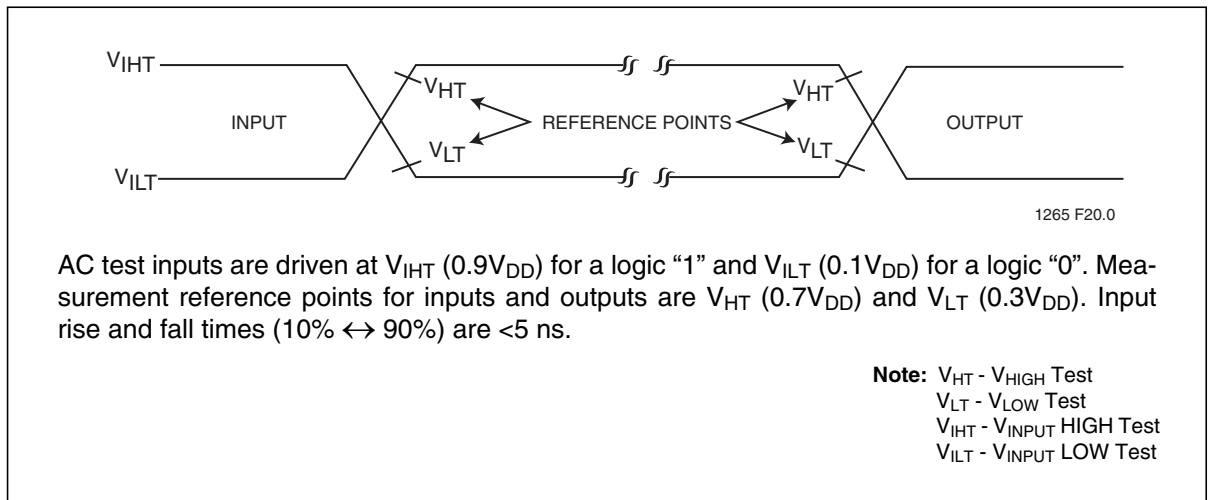 VIHT
VHT
VHT
INPUT
REFERENCE POINTS
OUTPUT
VLT
VLT
VILT
1265 F20.0
AC test inputs are driven at VIHT (0.9VDD) for a logic “1” and VILT (0.1VDD) for a logic “0”. Mea-
surement reference points for inputs and outputs are VHT (0.7VDD) and VLT (0.3VDD). Input
rise and fall times (10% ↔ 90%) are <5 ns.
Note: VHT - VHIGH Test
VLT - VLOW Test
VIHT - VINPUT HIGH Test
VILT - VINPUT LOW Test